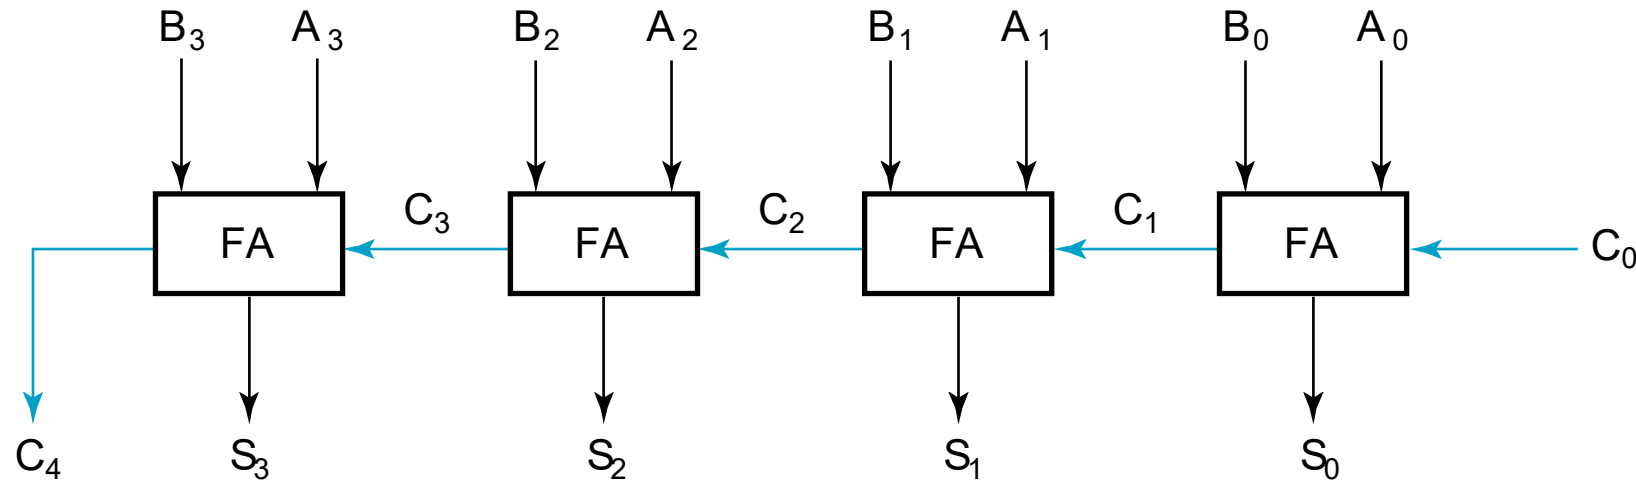 B₃ A₃ B₂ A₂ B₁ A₁ B₀ A₀
C₃ C₂ C₁
FA FA FA FA C₀
C₄ S₃ S₂ S₁ S₀